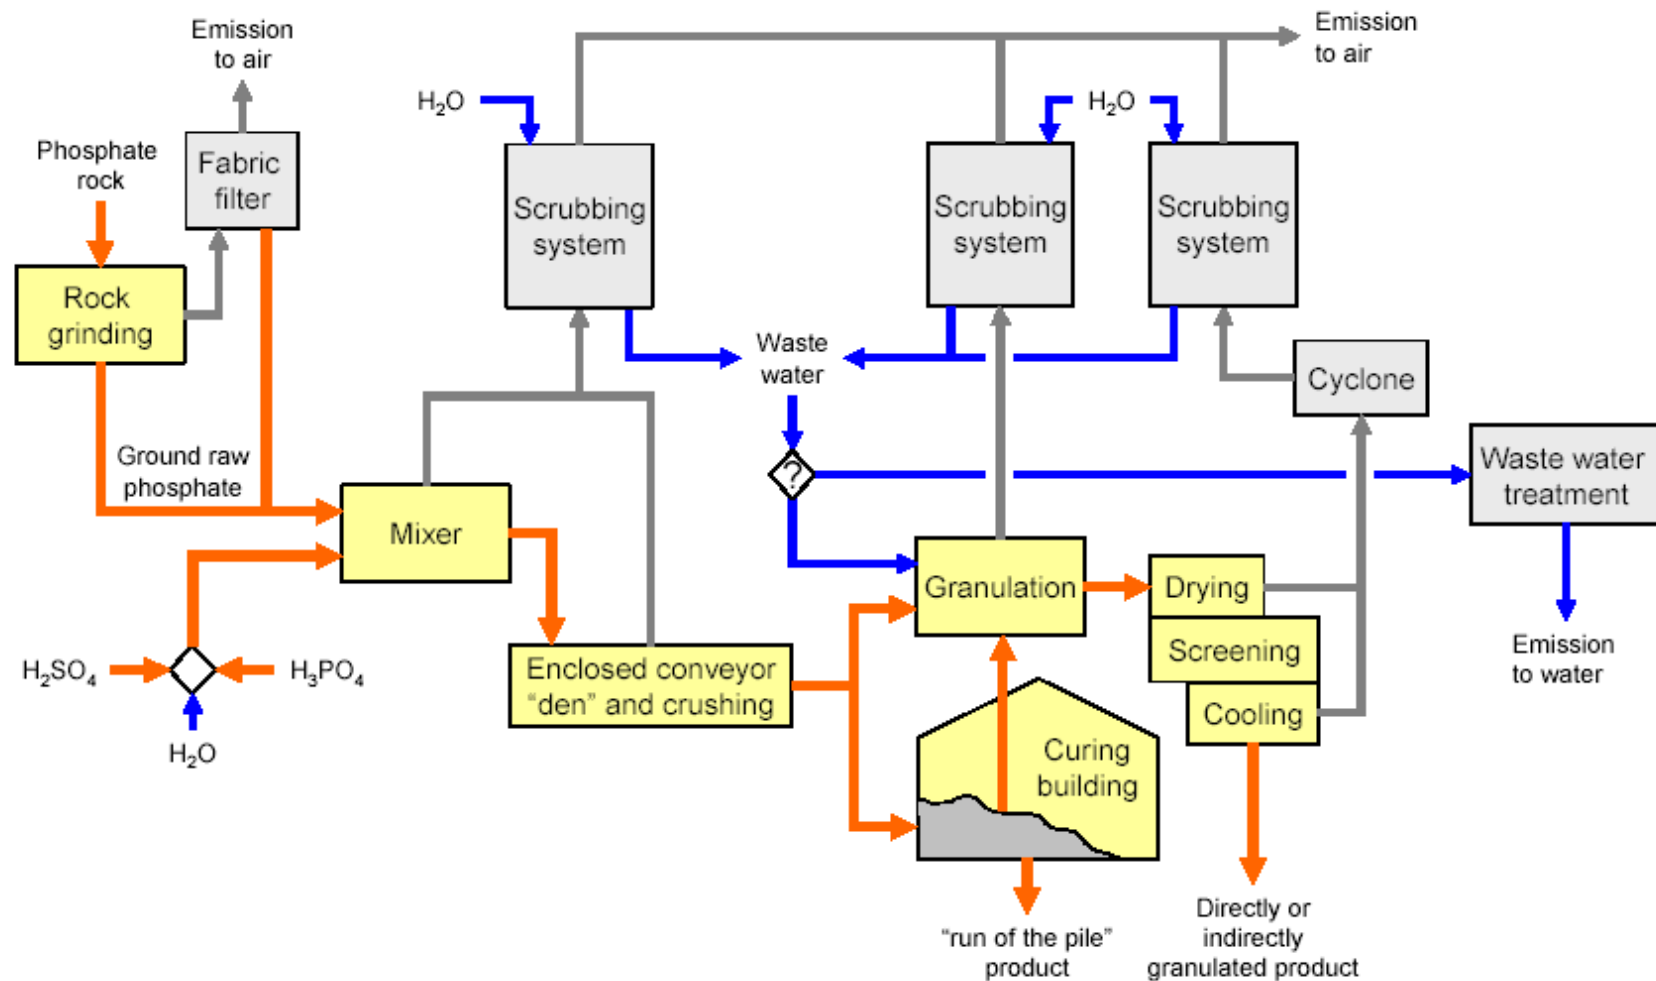 Emission
to air
Emission
to air
H₂O
H₂O
Phosphate
rock
Fabric
filter
Scrubbing
system
Scrubbing
system
Scrubbing
system
Rock
grinding
Waste
water
Cyclone
Ground raw
phosphate
?
Waste water
treatment
Mixer
Granulation
Drying
Screening
Cooling
Emission
to water
H₂SO₄
H₃PO₄
H₂O
Enclosed conveyor
“den” and crushing
Curing
building
“run of the pile”
product
Directly or
indirectly
granulated product